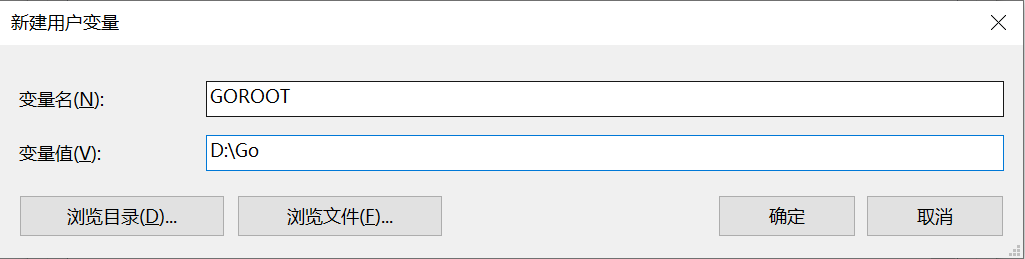 新建用户变量
变量名(N):
GOROOT
变量值(V):
D:\Go
浏览目录(D)...
浏览文件(F)...
确定
取消